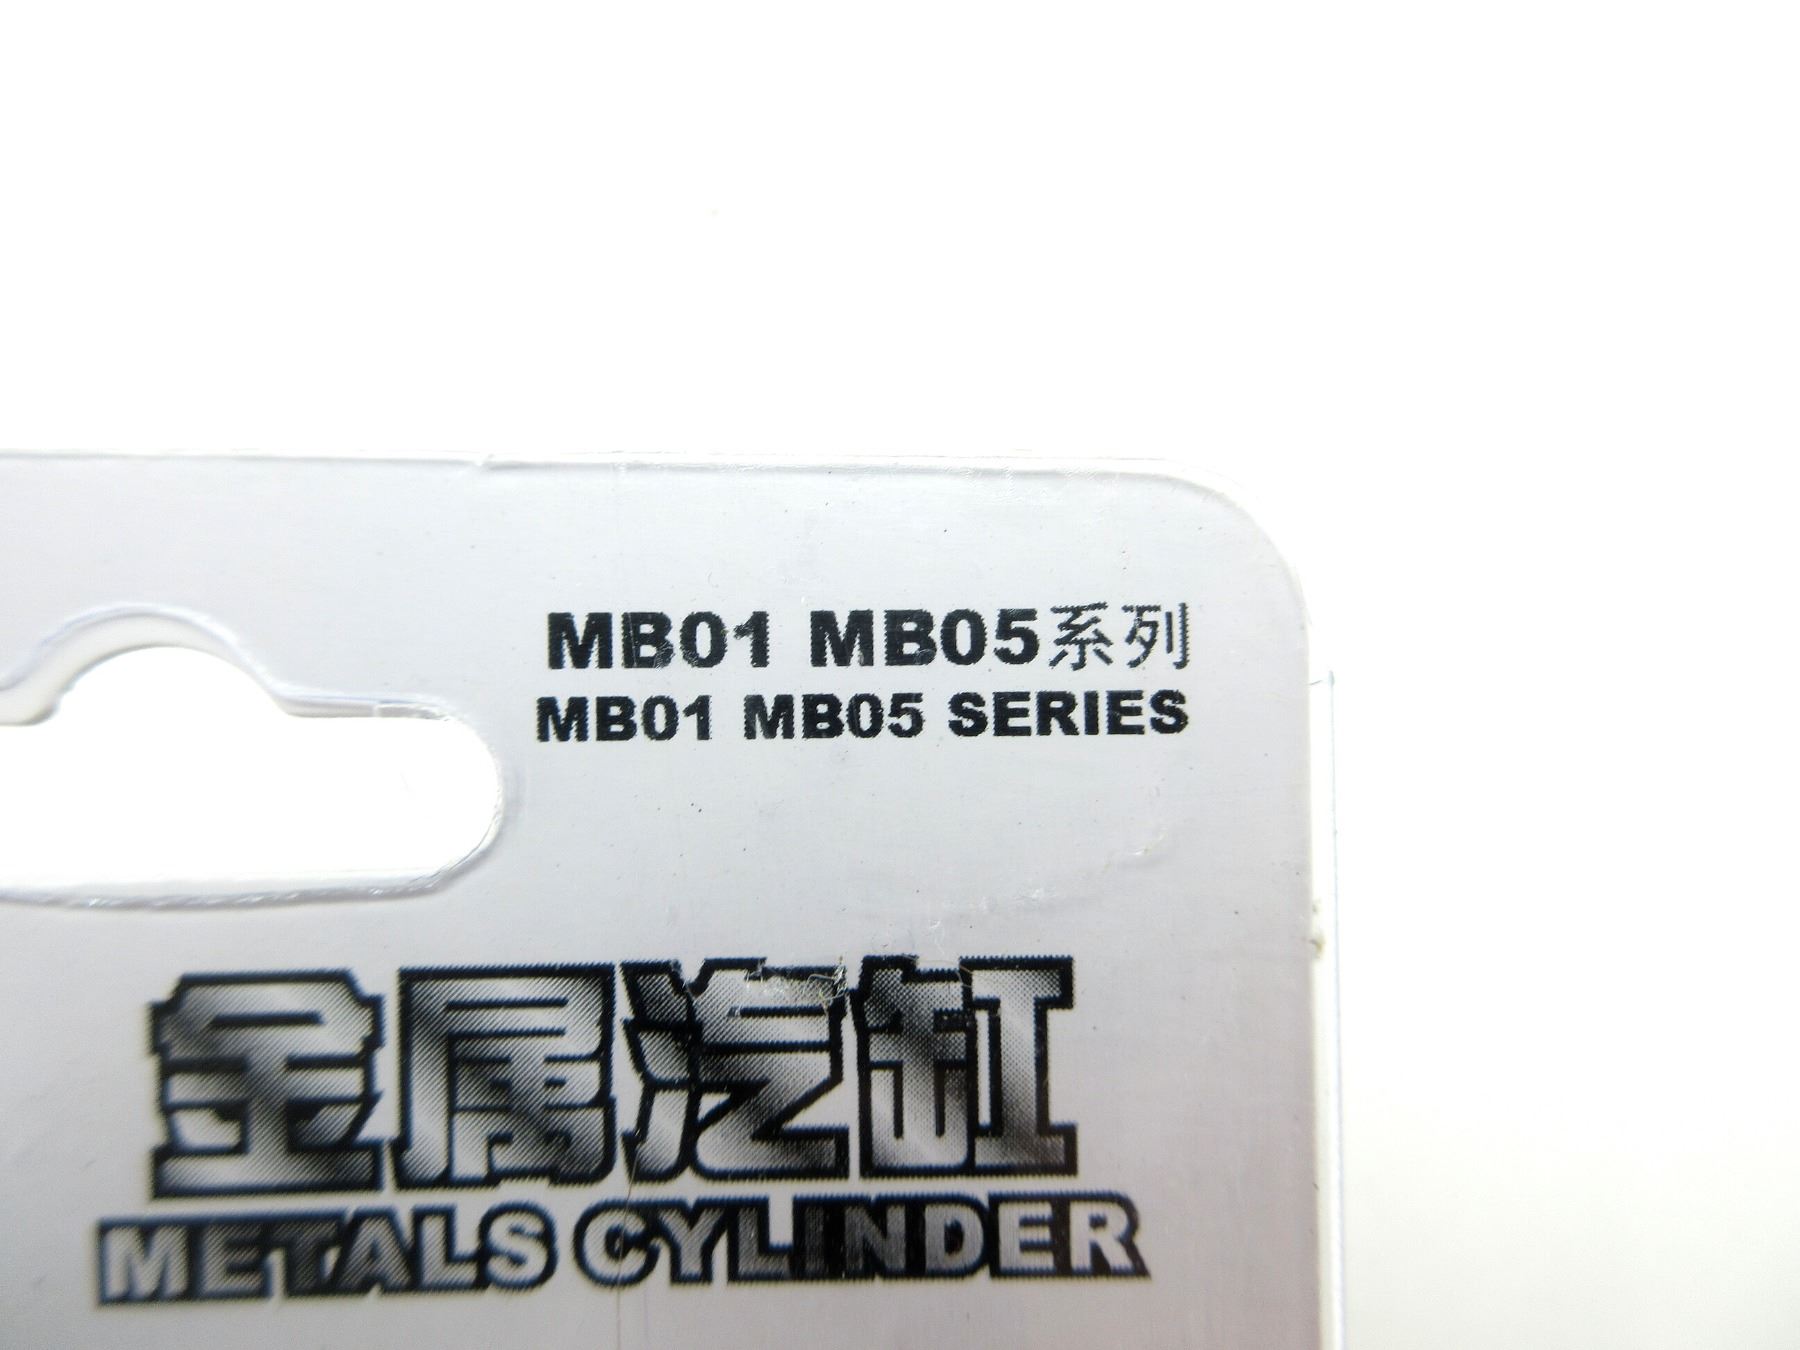 MB01 MB05系列
MB01 MB05 SERIES
金属汽缸
METALS CYLINDER